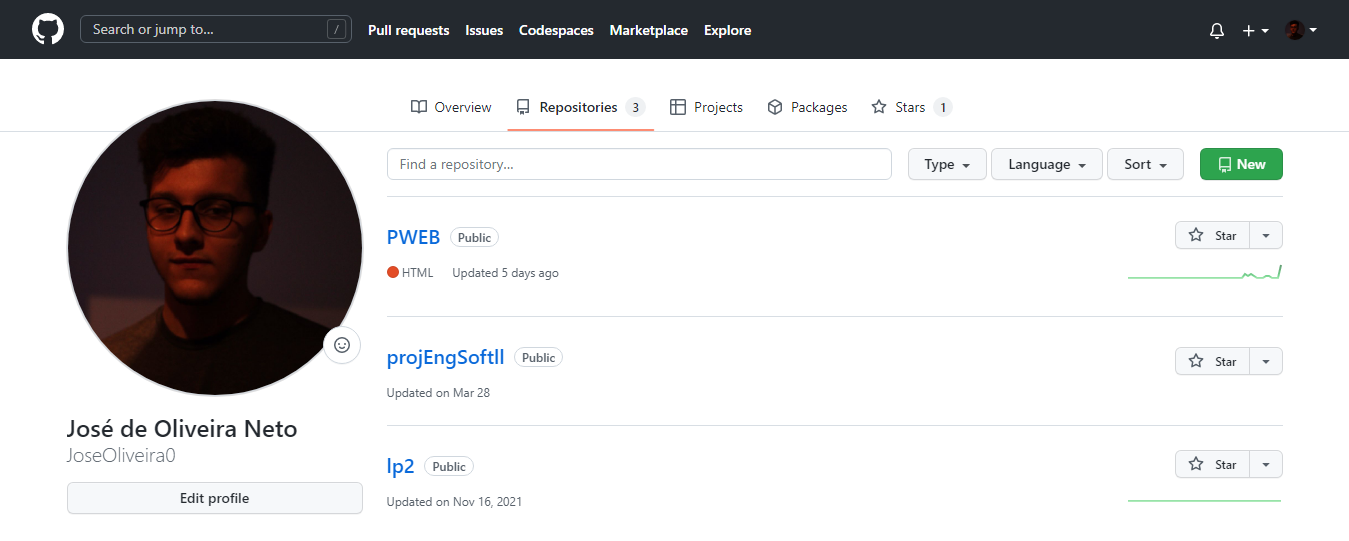 Search or jump to... / Pull requests Issues Codespaces Marketplace Explore
Overview Repositories 3 Projects Packages Stars 1
Find a repository... Type Language Sort New
PWEB Public Star
HTML Updated 5 days ago
projEngSoftII Public Star
Updated on Mar 28
José de Oliveira Neto
JoseOliveira0
Edit profile
lp2 Public Star
Updated on Nov 16, 2021